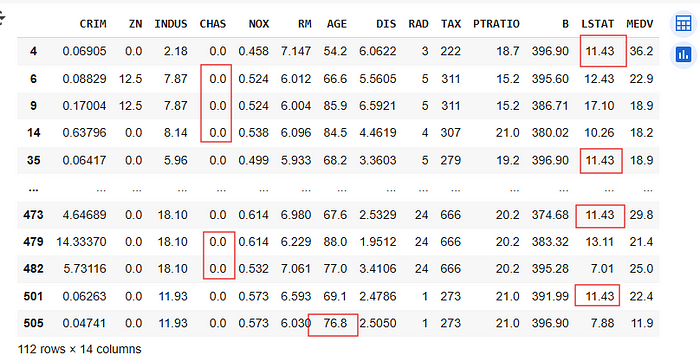 CRIM ZN INDUS CHAS NOX RM AGE DIS RAD TAX PTRATIO B LSTAT MEDV
4 0.06905 0.0 2.18 0.0 0.458 7.147 54.2 6.0622 3 222 18.7 396.90 11.43 36.2
6 0.08829 12.5 7.87 0.0 0.524 6.012 66.6 5.5605 5 311 15.2 395.60 12.43 22.9
9 0.17004 12.5 7.87 0.0 0.524 6.004 85.9 6.5921 5 311 15.2 386.71 17.10 18.9
14 0.63796 0.0 8.14 0.0 0.538 6.096 84.5 4.4619 4 307 21.0 380.02 10.26 18.2
35 0.06417 0.0 5.96 0.0 0.499 5.933 68.2 3.3603 5 279 19.2 396.90 11.43 18.9
... ... ... ... ... ... ... ... ... ... ... ... ... ... ...
473 4.64689 0.0 18.10 0.0 0.614 6.980 67.6 2.5329 24 666 20.2 374.68 11.43 29.8
479 14.33370 0.0 18.10 0.0 0.614 6.229 88.0 1.9512 24 666 20.2 383.32 13.11 21.4
482 5.73116 0.0 18.10 0.0 0.532 7.061 77.0 3.4106 24 666 20.2 395.28 7.01 25.0
501 0.06263 0.0 11.93 0.0 0.573 6.593 69.1 2.4786 1 273 21.0 391.99 11.43 22.4
505 0.04741 0.0 11.93 0.0 0.573 6.030 76.8 2.5050 1 273 21.0 396.90 7.88 11.9
112 rows × 14 columns